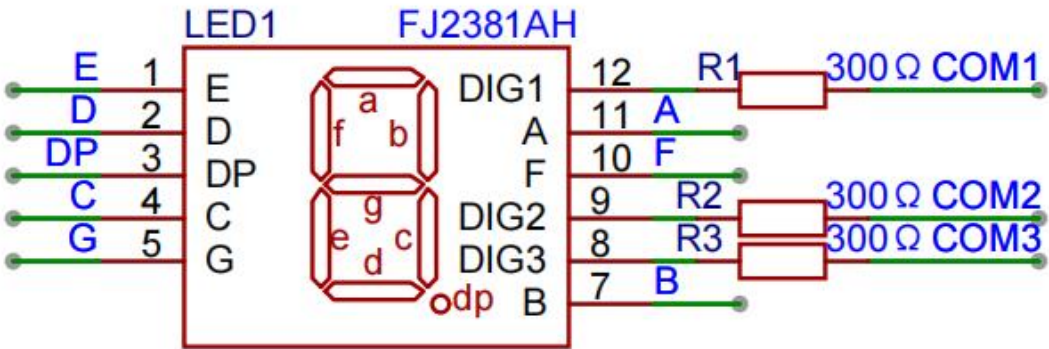 LED1 FJ2381AH
E 1 E DIG1 12 R1 300Ω COM1
D 2 D A 11 A
DP 3 DP F 10 F
C 4 C DIG2 9 R2 300Ω COM2
G 5 G DIG3 8 R3 300Ω COM3
B 7 B
a
f b
g
e c
d
dp